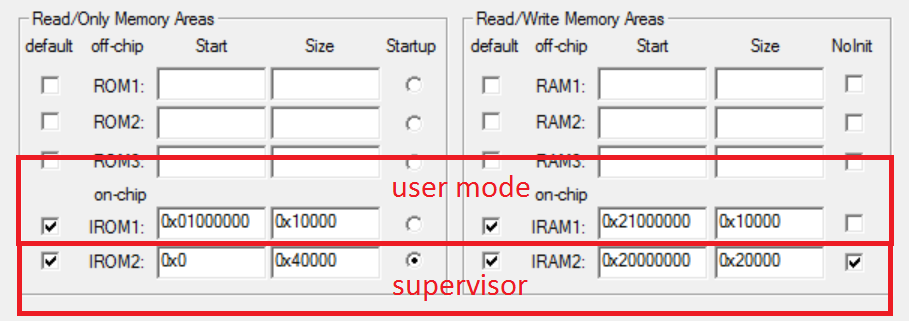 Read/Only Memory Areas
default off-chip Start Size Startup
ROM1:
ROM2:
ROM3:
on-chip
IROM1: 0x01000000 0x10000
IROM2: 0x0 0x40000
Read/Write Memory Areas
default off-chip Start Size NoInit
RAM1:
RAM2:
RAM3:
on-chip
IRAM1: 0x21000000 0x10000
IRAM2: 0x20000000 0x20000
user mode
supervisor